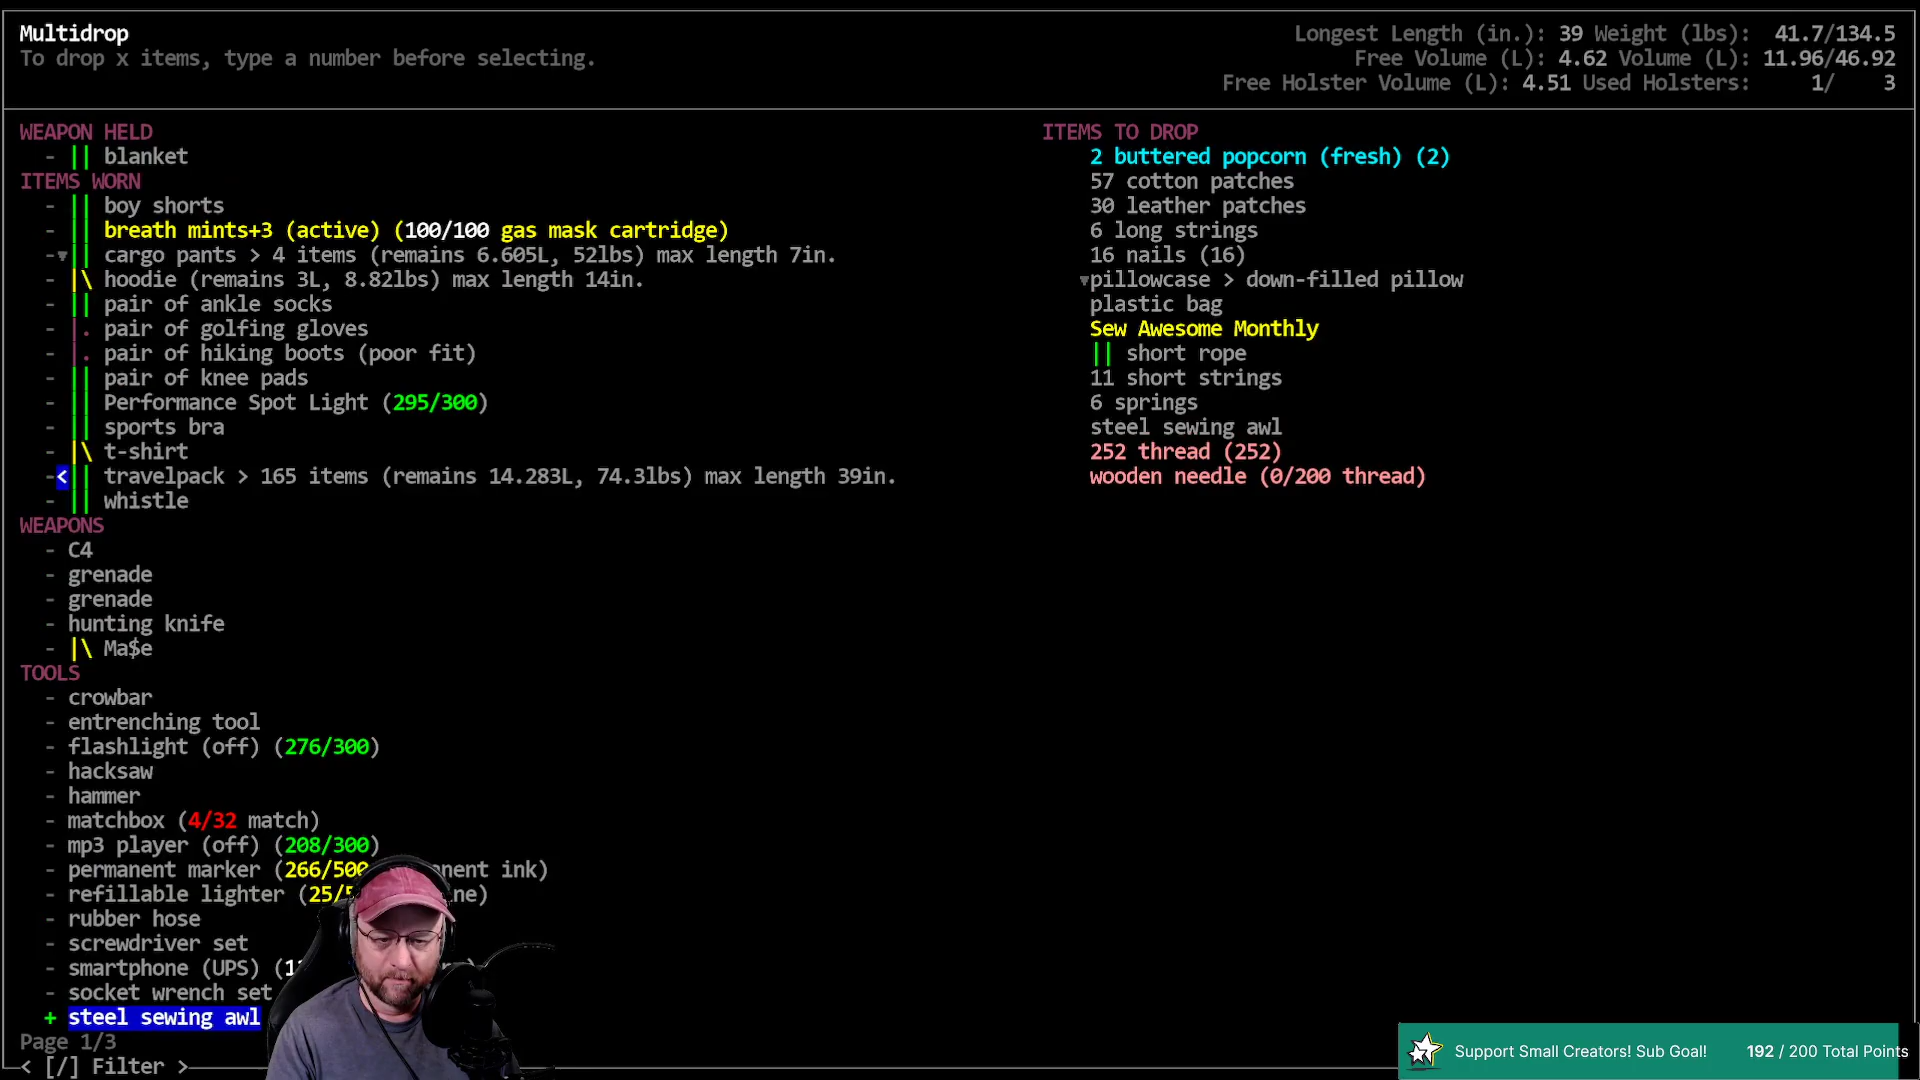 Multidrop
To drop x items, type a number before selecting.
Longest Length (in.): 39 Weight (lbs): 41.7/134.5
Free Volume (L): 4.62 Volume (L): 11.96/46.92
Free Holster Volume (L): 4.51 Used Holsters: 1/ 3
WEAPON HELD
- || blanket
ITEMS WORN
- || boy shorts
- || breath mints+3 (active) (100/100 gas mask cartridge)
-▼|| cargo pants > 4 items (remains 6.605L, 52lbs) max length 7in.
- |\ hoodie (remains 3L, 8.82lbs) max length 14in.
- || pair of ankle socks
- |. pair of golfing gloves
- |. pair of hiking boots (poor fit)
- || pair of knee pads
- || Performance Spot Light (295/300)
- || sports bra
- |\ t-shirt
-<|| travelpack > 165 items (remains 14.283L, 74.3lbs) max length 39in.
- || whistle
WEAPONS
- C4
- grenade
- grenade
- hunting knife
- |\ Ma$e
TOOLS
- crowbar
- entrenching tool
- flashlight (off) (276/300)
- hacksaw
- hammer
- matchbox (4/32 match)
- mp3 player (off) (208/300)
- permanent marker (266/500 ink)
- refillable lighter (25/
- rubber hose
- screwdriver set
- smartphone (UPS)
- socket wrench set
+ steel sewing awl
Page 1/3
< [/] Filter >
ITEMS TO DROP
2 buttered popcorn (fresh) (2)
57 cotton patches
30 leather patches
6 long strings
16 nails (16)
▼pillowcase > down-filled pillow
plastic bag
Sew Awesome Monthly
|| short rope
11 short strings
6 springs
steel sewing awl
252 thread (252)
wooden needle (0/200 thread)
Support Small Creators! Sub Goal! 192 / 200 Total Points